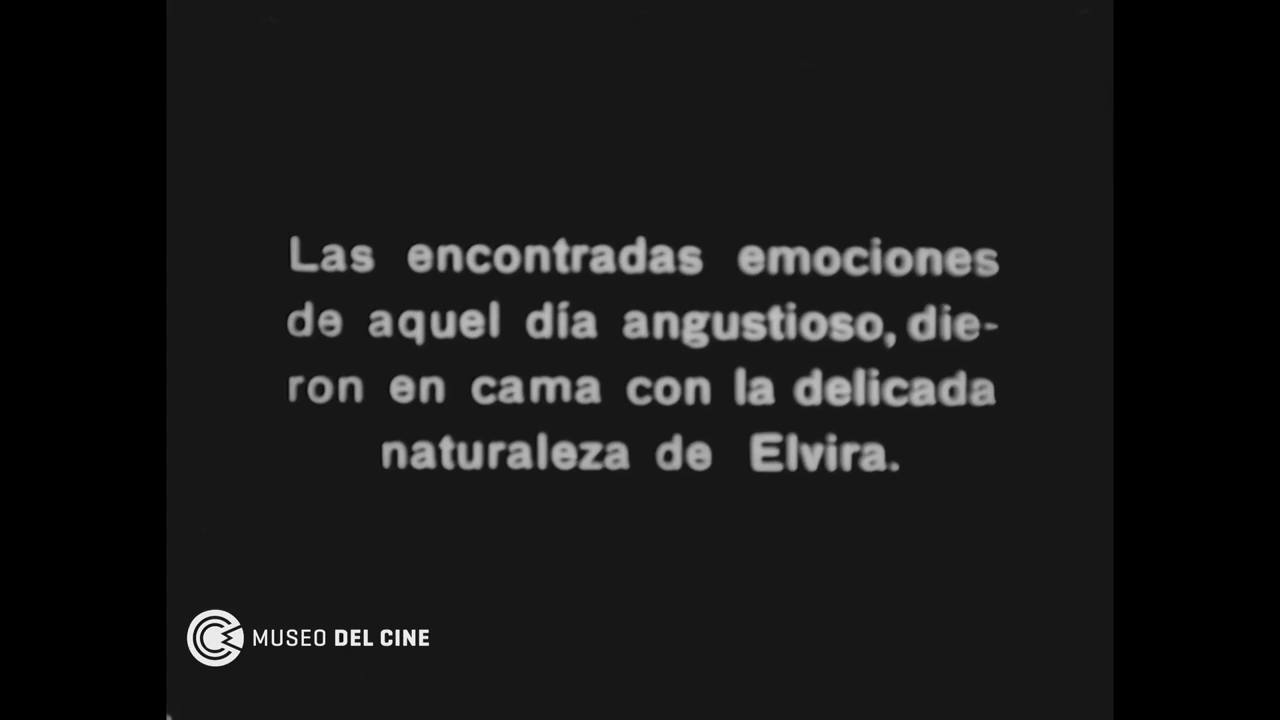 Las encontradas emociones
de aquel día angustioso, die-
ron en cama con la delicada
naturaleza de Elvira.
MUSEO DEL CINE